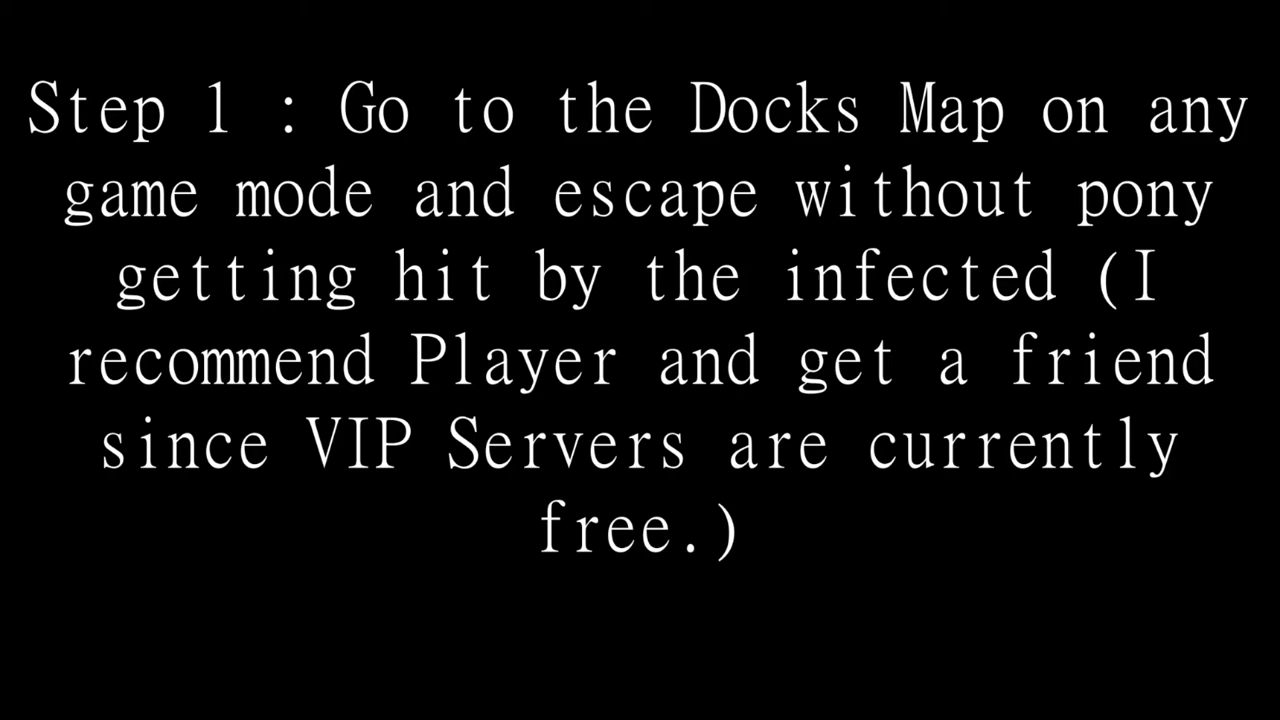 Step 1 : Go to the Docks Map on any
game mode and escape without pony
getting hit by the infected (I
recommend Player and get a friend
since VIP Servers are currently
free.)